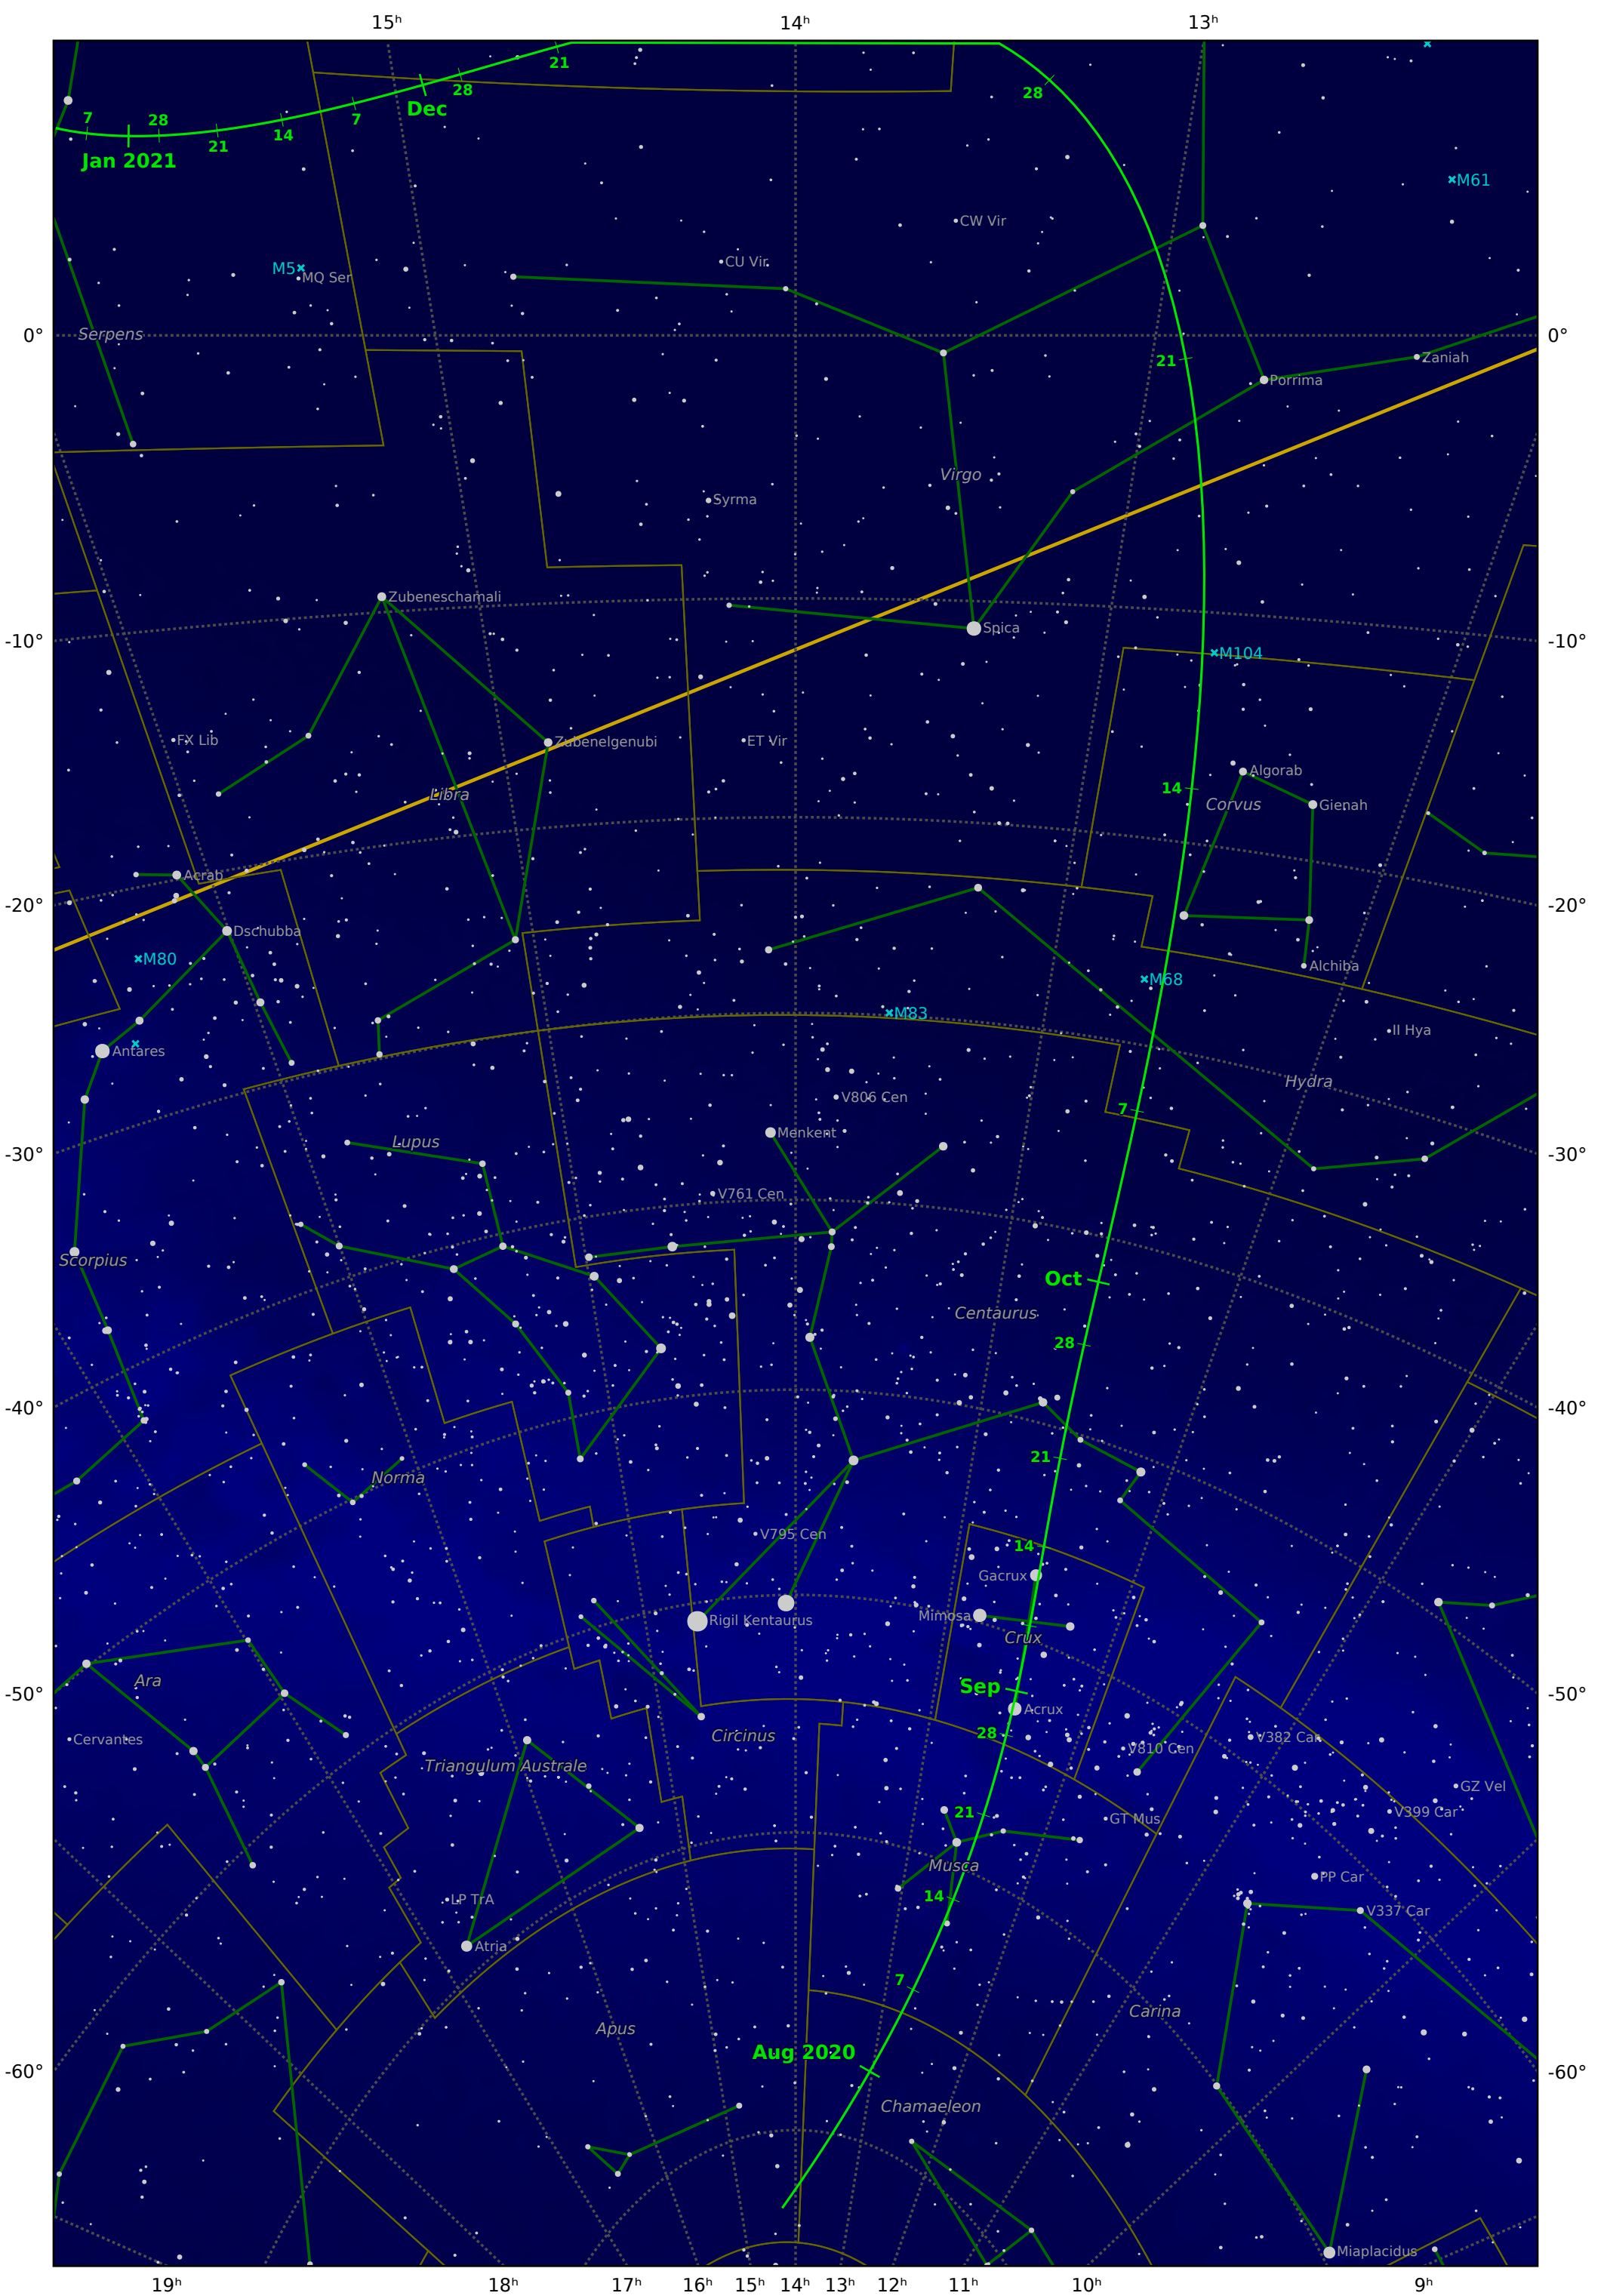 15ʰ 14ʰ 13ʰ
21
28
28
Dec
7
28
7
14
21
Jan 2021
M61
CW Vir
CU Vir
M5
MQ Ser
Serpens
0° 0°
21
Zaniah
Porrima
Virgo
Syrma
Zubeneschamali
Spica
-10° -10°
M104
FX Lib
Zubenelgenubi
ET Vir
Algorab
14
Libra
Corvus
Gienah
Acrab
-20° -20°
Dschubba
M80
Alchiba
M68
M83
II Hya
Antares
Hydra
V806 Cen
7
Menkent
Lupus
-30° -30°
V761 Cen
Scorpius
Oct
Centaurus
28
-40° -40°
21
Norma
V795 Cen
14
Gacrux
Mimosa
Rigil Kentaurus
Crux
Ara
Sep
-50° -50°
Acrux
28
Circinus
Cervantes
V382 Car
V810 Cen
Triangulum Australe
GZ Vel
21
V399 Car
GT Mus
Musca
PP Car
14
LP TrA
V337 Car
Atria
7
Carina
Apus
Aug 2020
-60° -60°
Chamaeleon
Miaplacidus
19ʰ 18ʰ 17ʰ 16ʰ 15ʰ 14ʰ 13ʰ 12ʰ 11ʰ 10ʰ 9ʰ